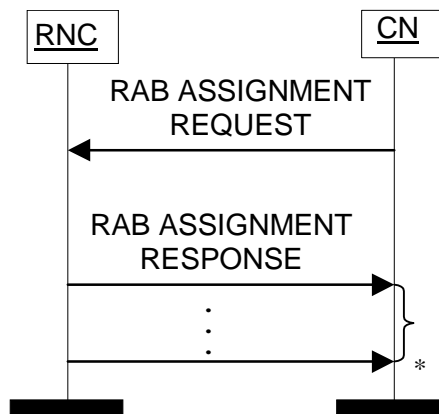 RNC
CN
RAB ASSIGNMENT
REQUEST
RAB ASSIGNMENT
RESPONSE
*